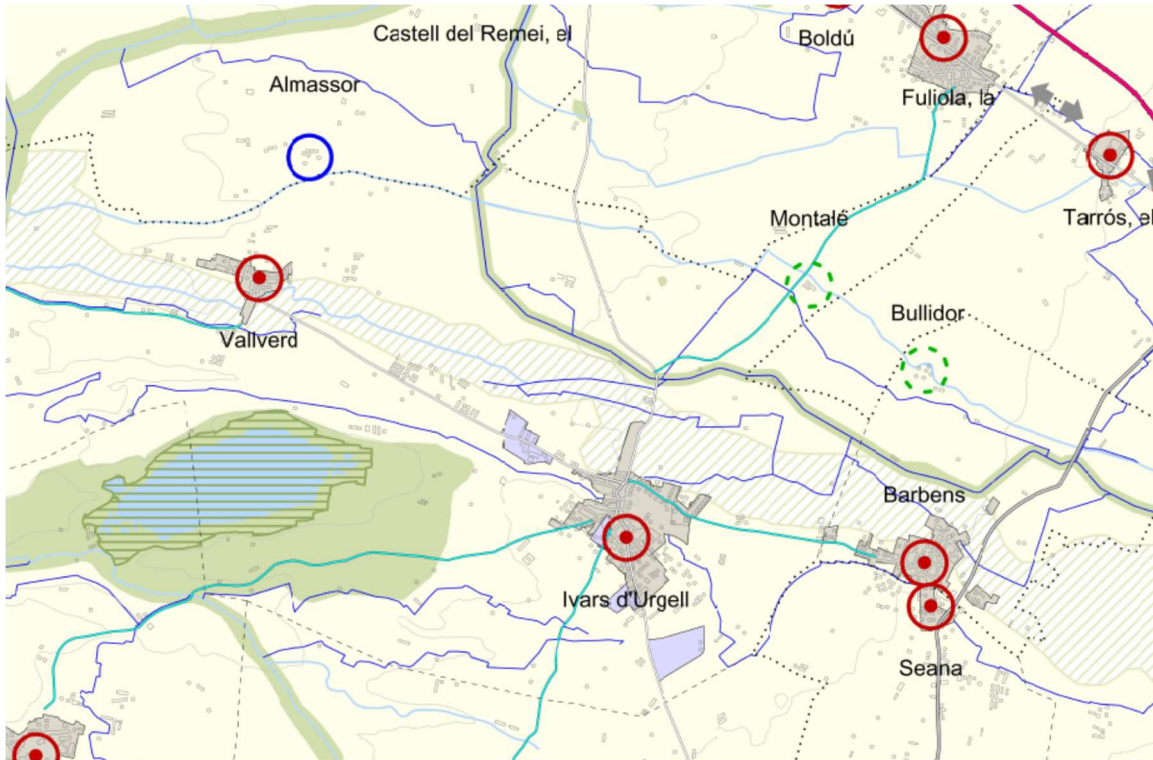 Castell del Remei, el
Boldú
Almassor
Fuliola, la
Montalé
Tarrós, el
Bullidor
Vallverd
Barbens
Ivars d'Urgell
Seana